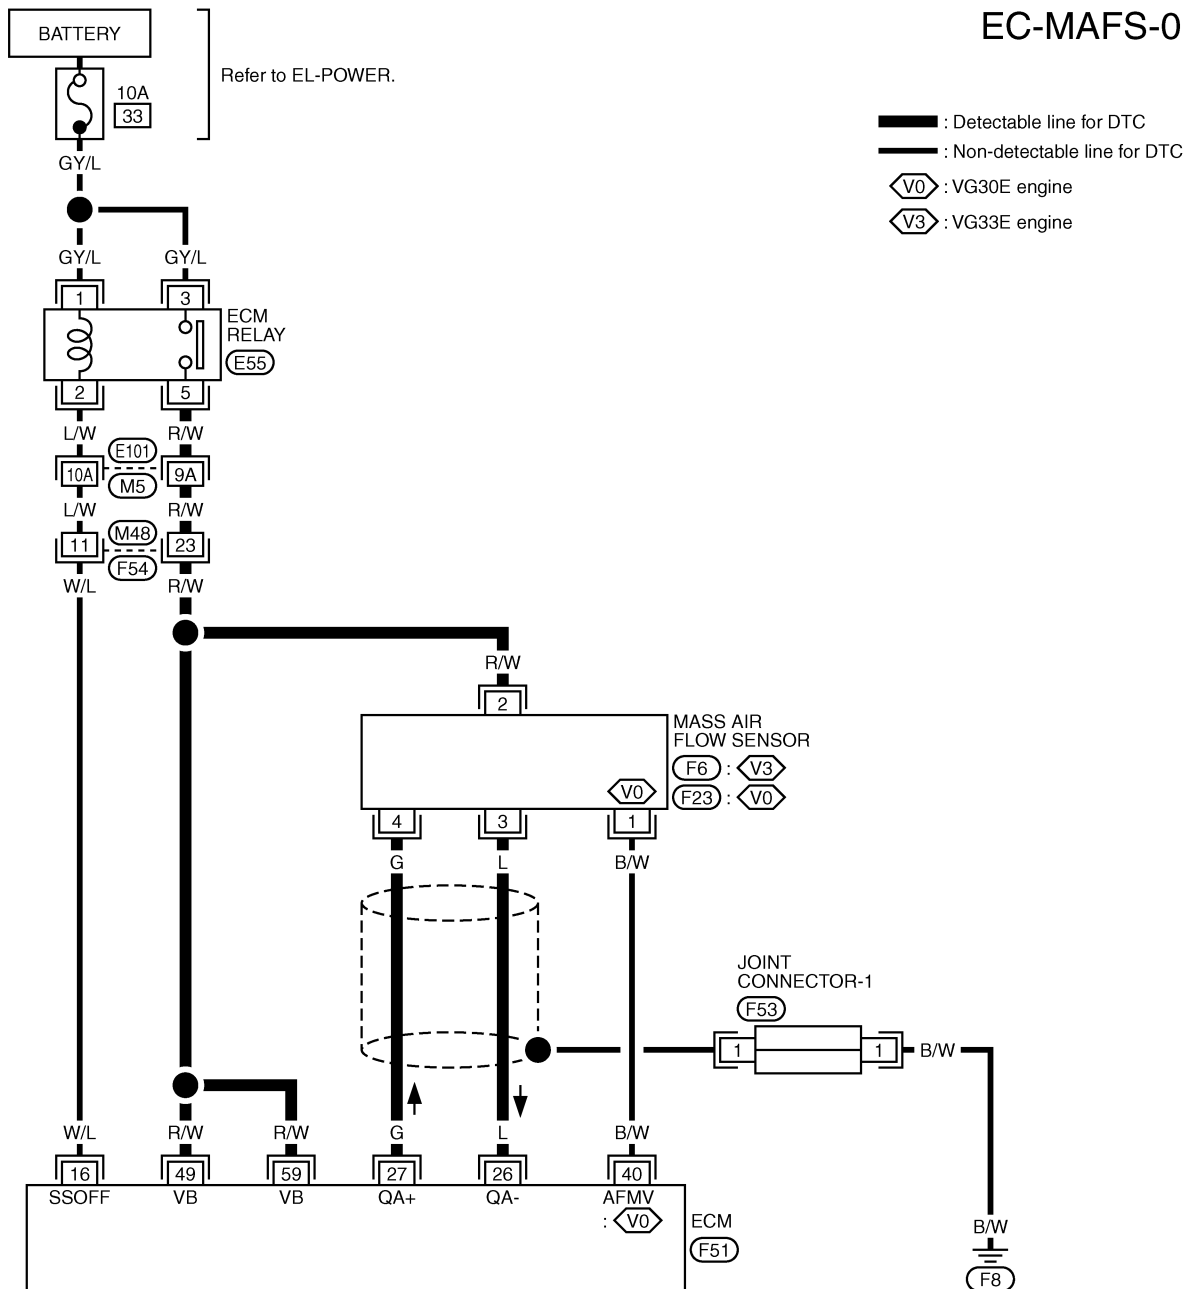 EC-MAFS-0
BATTERY
Refer to EL-POWER.
10A
33
: Detectable line for DTC
: Non-detectable line for DTC
V0 : VG30E engine
V3 : VG33E engine
GY/L
GY/L GY/L
1 3
ECM
RELAY
E55
2 5
L/W R/W
E101
10A 9A
M5
L/W R/W
M48
11 23
F54
W/L R/W
R/W
2
MASS AIR
FLOW SENSOR
F6 : V3
V0 F23 : V0
4 3 1
G L B/W
JOINT
CONNECTOR-1
F53
1 1 B/W
W/L R/W R/W G L B/W
16 49 59 27 26 40
SSOFF VB VB QA+ QA- AFMV
: V0
ECM
F51
B/W
F8